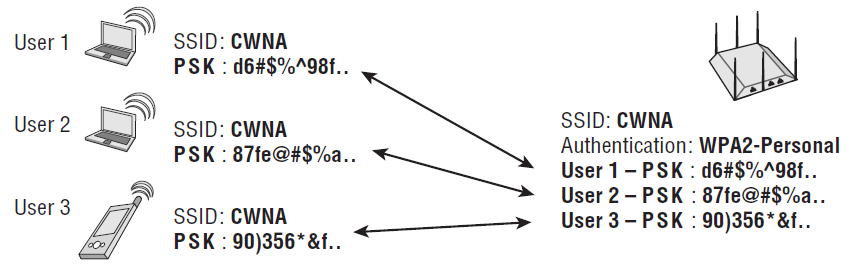 User 1
SSID: CWNA
PSK : d6#$%^98f..
User 2
SSID: CWNA
PSK : 87fe@#$%a..
User 3
SSID: CWNA
PSK : 90)356*&f..
SSID: CWNA
Authentication: WPA2-Personal
User 1 – PSK : d6#$%^98f..
User 2 – PSK : 87fe@#$%a..
User 3 – PSK : 90)356*&f..